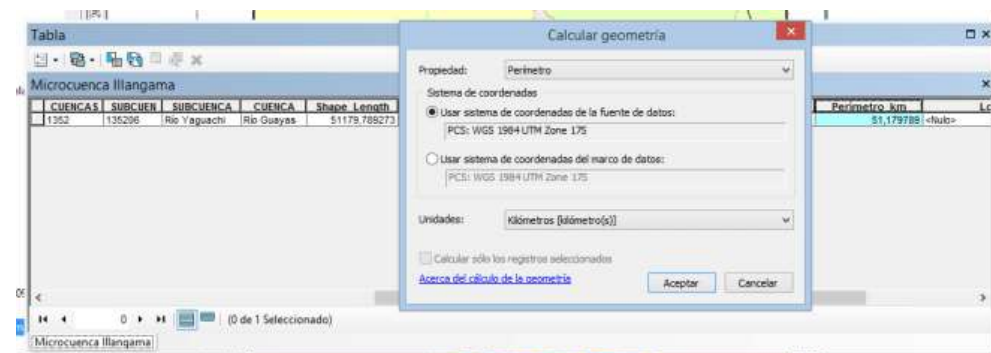 Tabla
Calcular geometría
Microcuenca Illangama
Propiedad:
Perímetro
Sistema de coordenadas
Usar sistema de coordenadas de la fuente de datos:
PCS: WGS 1984 UTM Zone 17S
Usar sistema de coordenadas del marco de datos:
PCS: WGS 1984 UTM Zone 17S
Unidades:
Kilómetros [kilómetro(s)]
Calcular sólo los registros seleccionados
Acerca del cálculo de la geometría
Aceptar
Cancelar
CUENCAS SUBCUEN SUBCUENCA CUENCA Shape_Length
Perimetro_km
1352 135206 Rio Yaguachi Rio Guayas 51179,789273
51,179789 <Nulo>
0
(0 de 1 Seleccionado)
Microcuenca Illangama